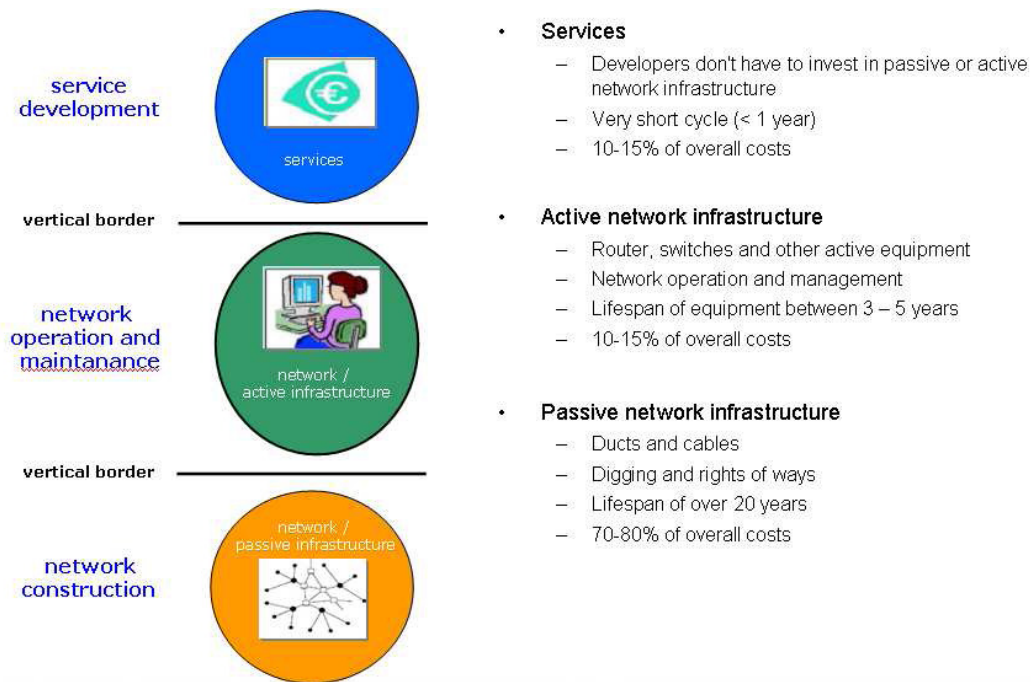 service
development
services
• Services
– Developers don't have to invest in passive or active
network infrastructure
– Very short cycle (< 1 year)
– 10-15% of overall costs
vertical border
network
operation and
maintanance
network /
active infrastructure
• Active network infrastructure
– Router, switches and other active equipment
– Network operation and management
– Lifespan of equipment between 3 – 5 years
– 10-15% of overall costs
vertical border
network
construction
network /
passive infrastructure
• Passive network infrastructure
– Ducts and cables
– Digging and rights of ways
– Lifespan of over 20 years
– 70-80% of overall costs